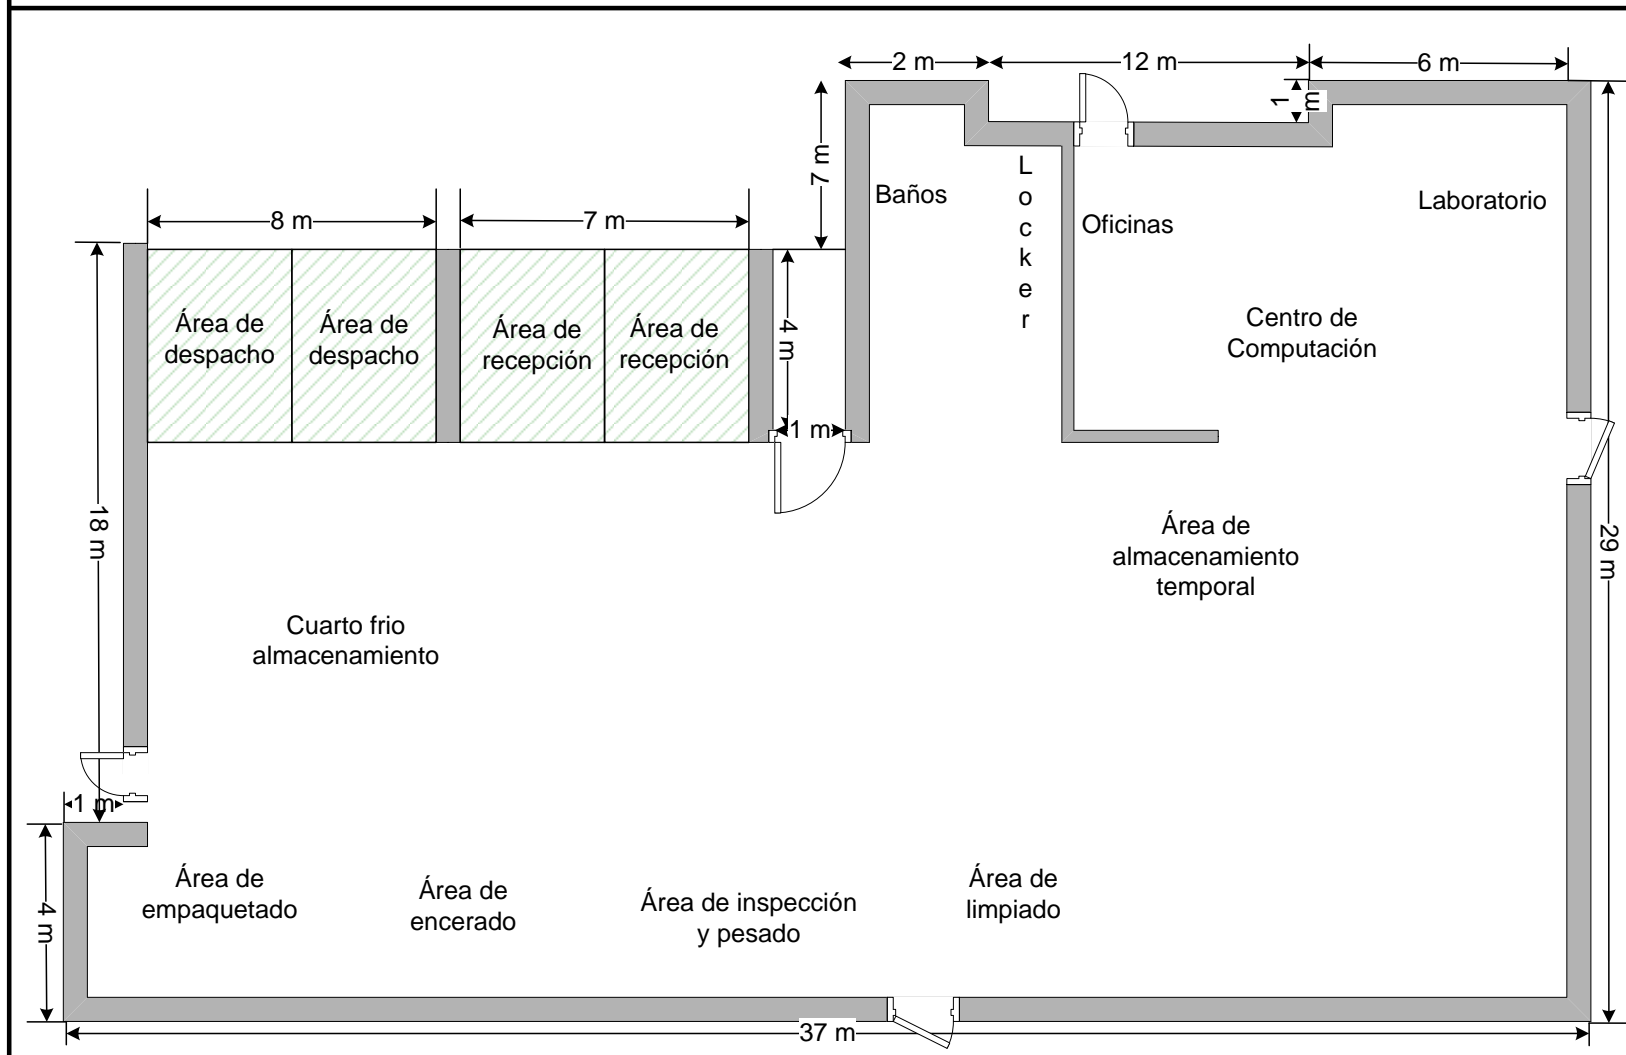 2 m
12 m
6 m
1 m
7 m
Baños
Locker
Oficinas
Laboratorio
8 m
7 m
Área de
despacho
Área de
despacho
Área de
recepción
Área de
recepción
4 m
Centro de
Computación
1 m
18 m
29 m
Área de
almacenamiento
temporal
Cuarto frio
almacenamiento
1 m
4 m
Área de
empaquetado
Área de
encerado
Área de inspección
y pesado
Área de
limpiado
37 m